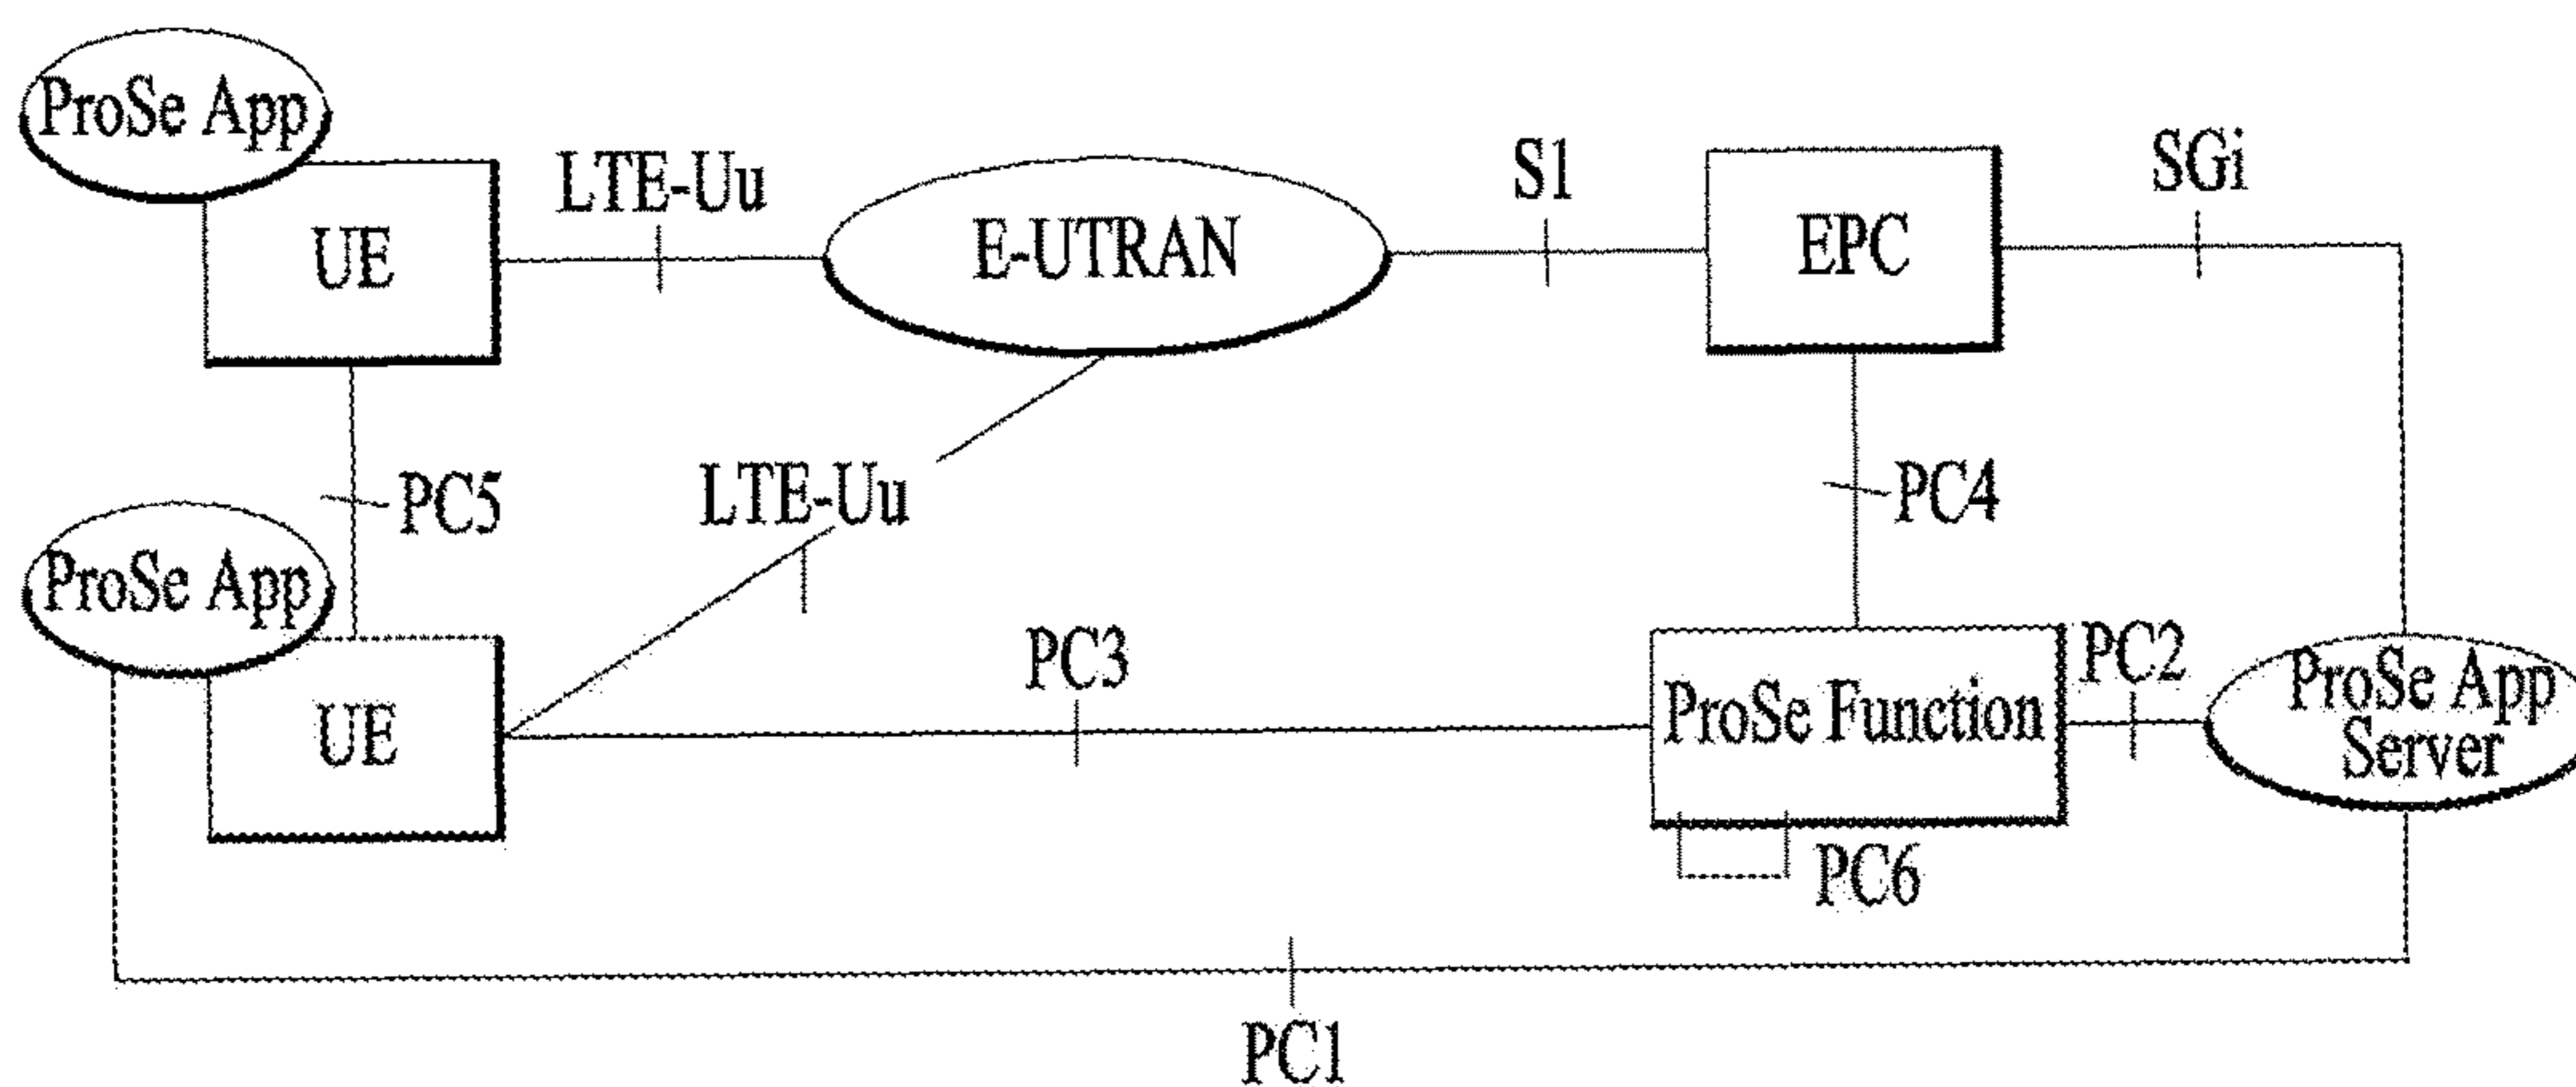 ProSe App
LTE-Uu
S1
SGi
UE
E-UTRAN
EPC
LTE-Uu
PC5
PC4
ProSe App
PC3
PC2
UE
ProSe Function
ProSe App
Server
PC6
PC1